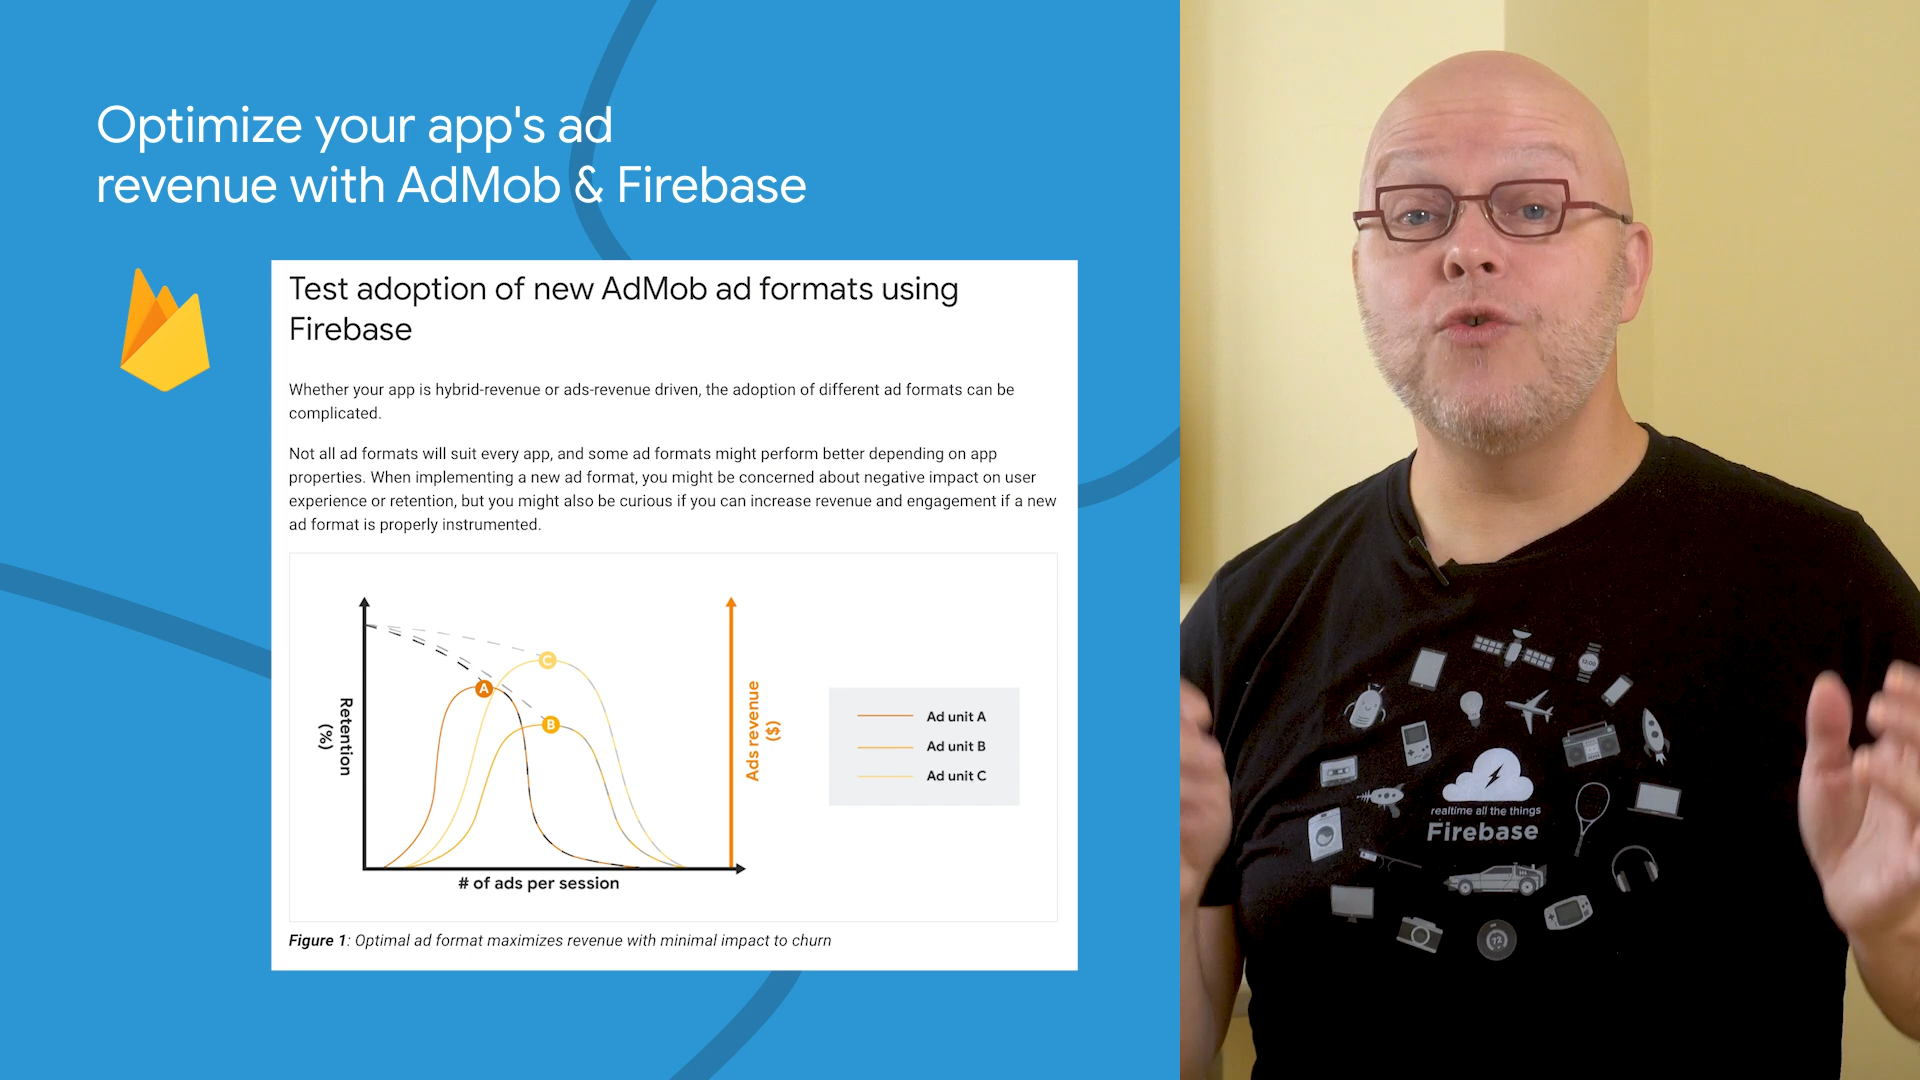 Optimize your app's ad
revenue with AdMob & Firebase
Test adoption of new AdMob ad formats using
Firebase
Whether your app is hybrid-revenue or ads-revenue driven, the adoption of different ad formats can be
complicated.
Not all ad formats will suit every app, and some ad formats might perform better depending on app
properties. When implementing a new ad format, you might be concerned about negative impact on user
experience or retention, but you might also be curious if you can increase revenue and engagement if a new
ad format is properly instrumented.
Retention
(%)
A
B
C
Ads revenue
($)
# of ads per session
Ad unit A
Ad unit B
Ad unit C
Figure 1: Optimal ad format maximizes revenue with minimal impact to churn
12:00
realtime all the things
Firebase
72